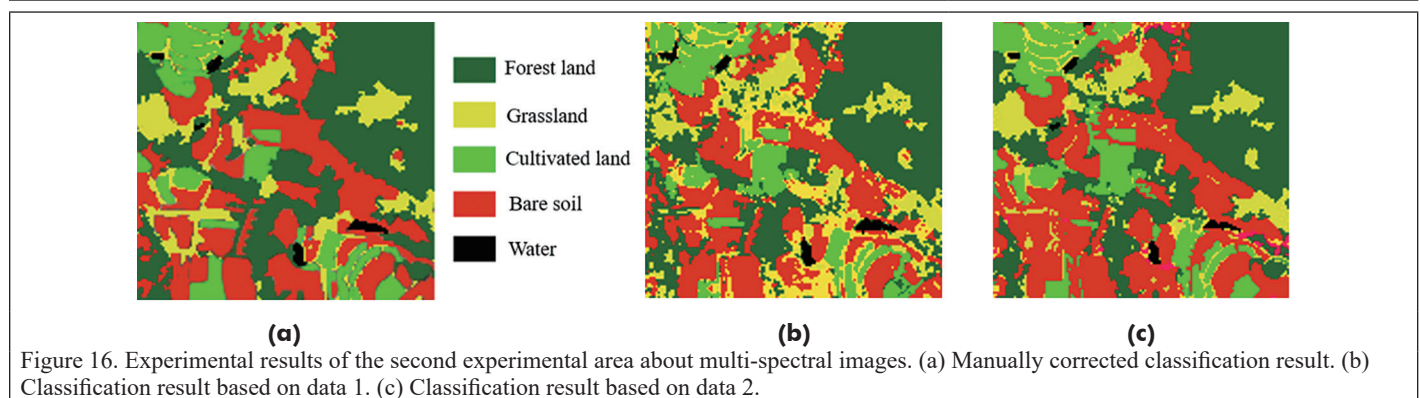 Forest land
Grassland
Cultivated land
Bare soil
Water
(a)
(b)
(c)
Figure 16. Experimental results of the second experimental area about multi-spectral images. (a) Manually corrected classification result. (b)
Classification result based on data 1. (c) Classification result based on data 2.